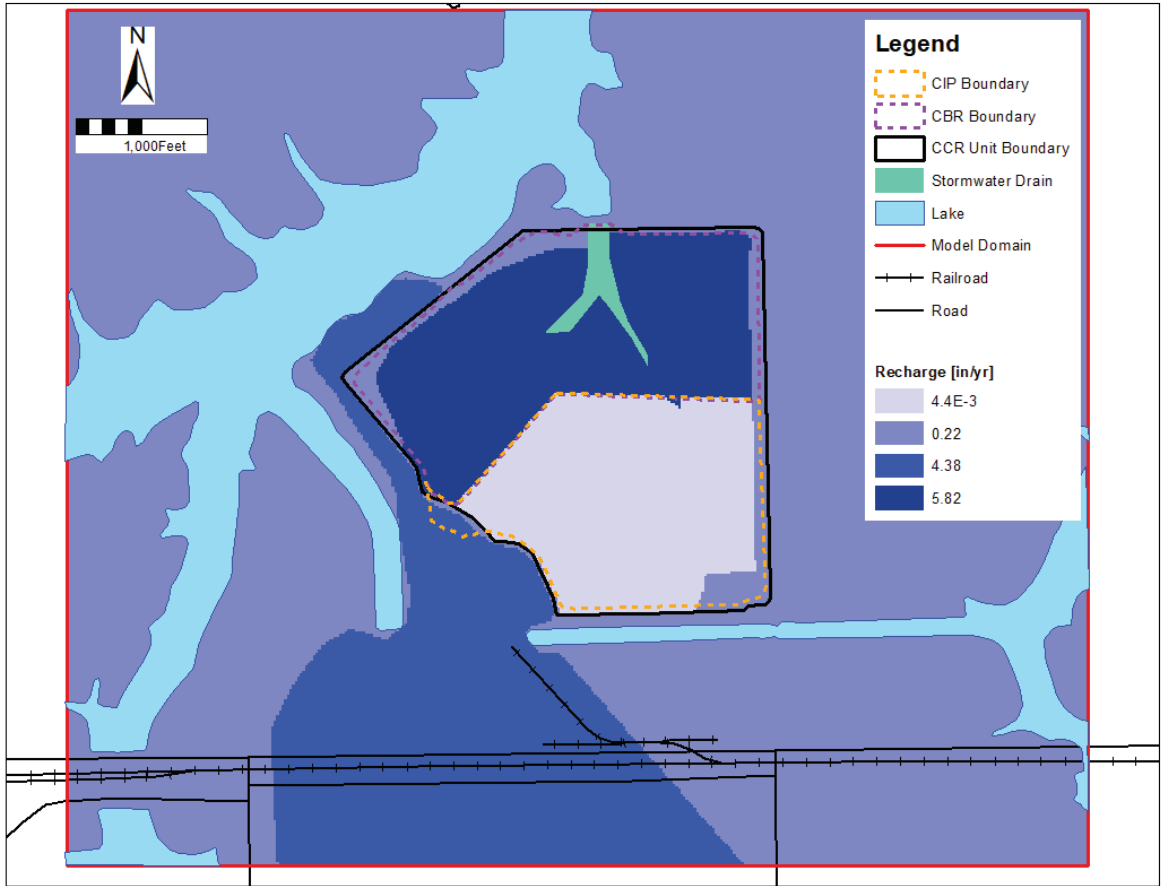 N
1,000Feet
Legend
CIP Boundary
CBR Boundary
CCR Unit Boundary
Stormwater Drain
Lake
Model Domain
Railroad
Road
Recharge [in/yr]
4.4E-3
0.22
4.38
5.82